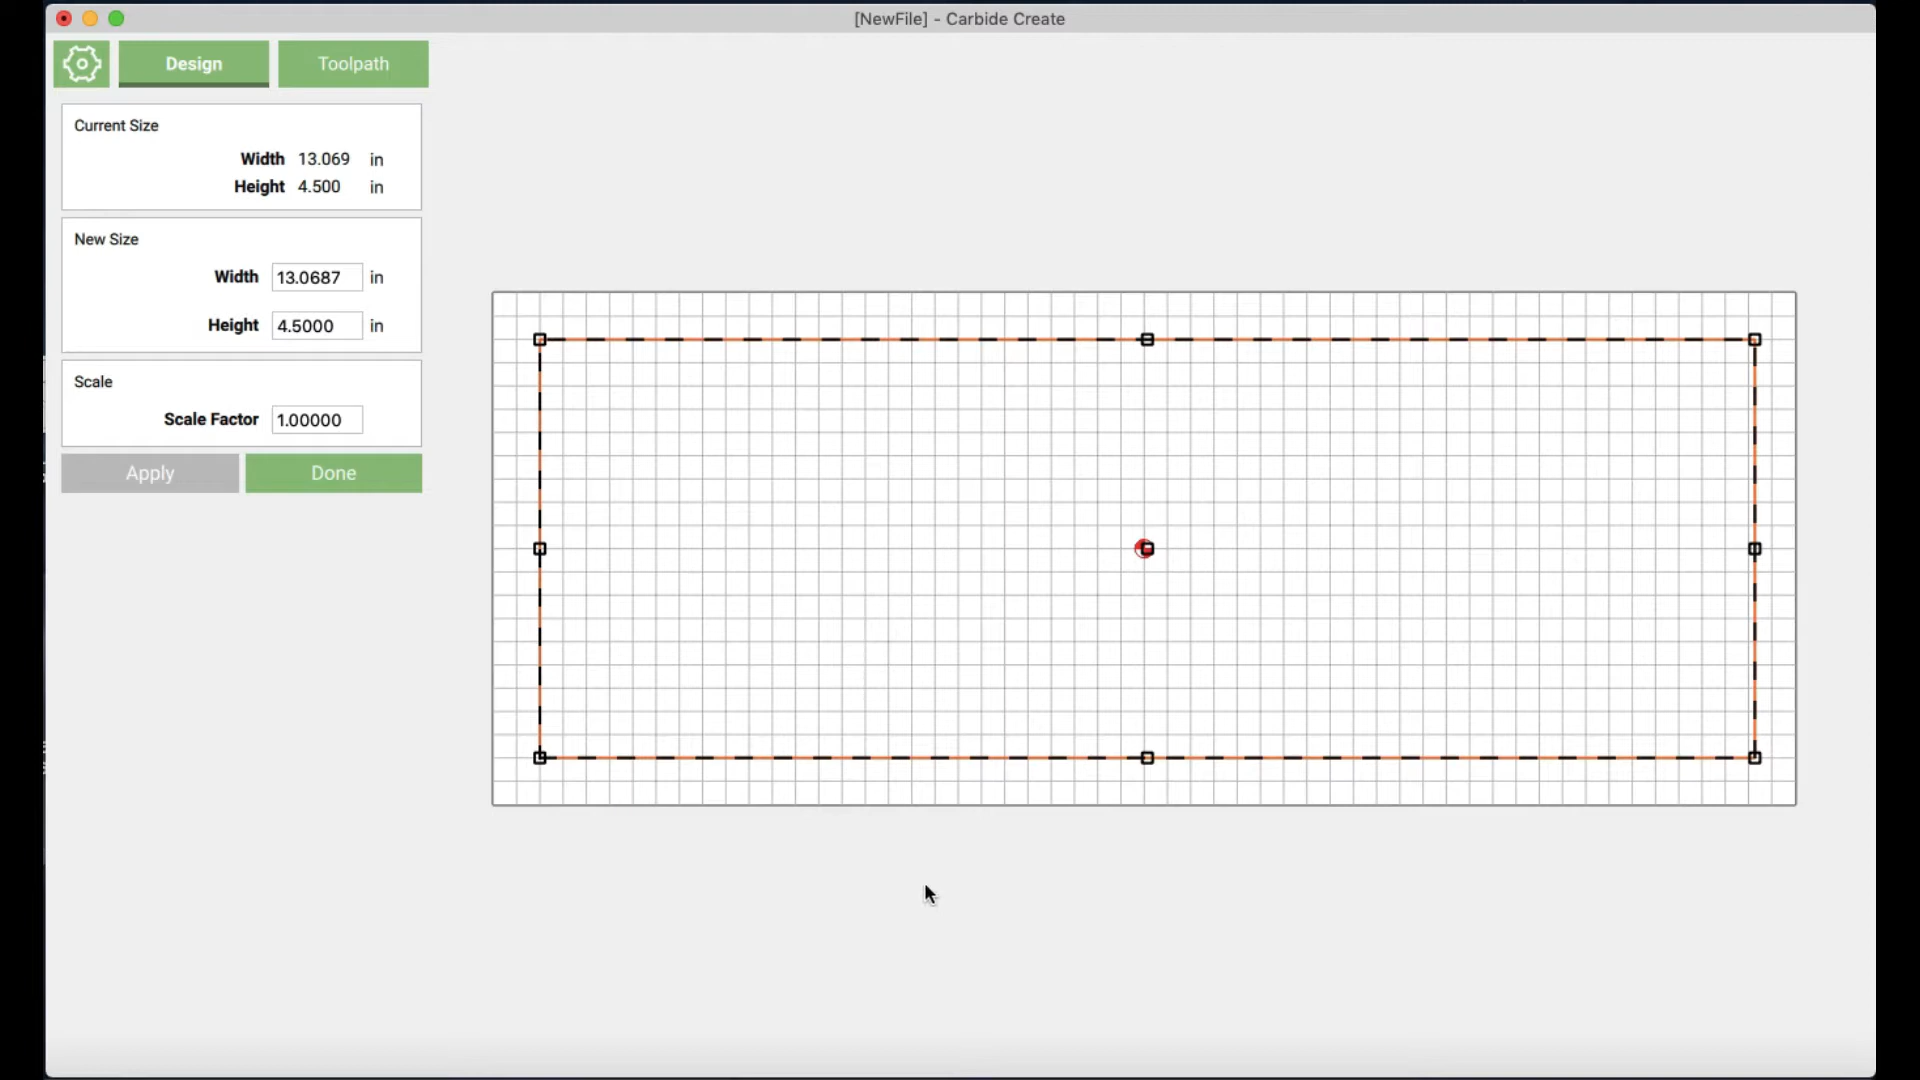 [NewFile] - Carbide Create
Design Toolpath
Current Size
Width 13.069 in
Height 4.500 in
New Size
Width 13.0687 in
Height 4.5000 in
Scale
Scale Factor 1.00000
Apply Done